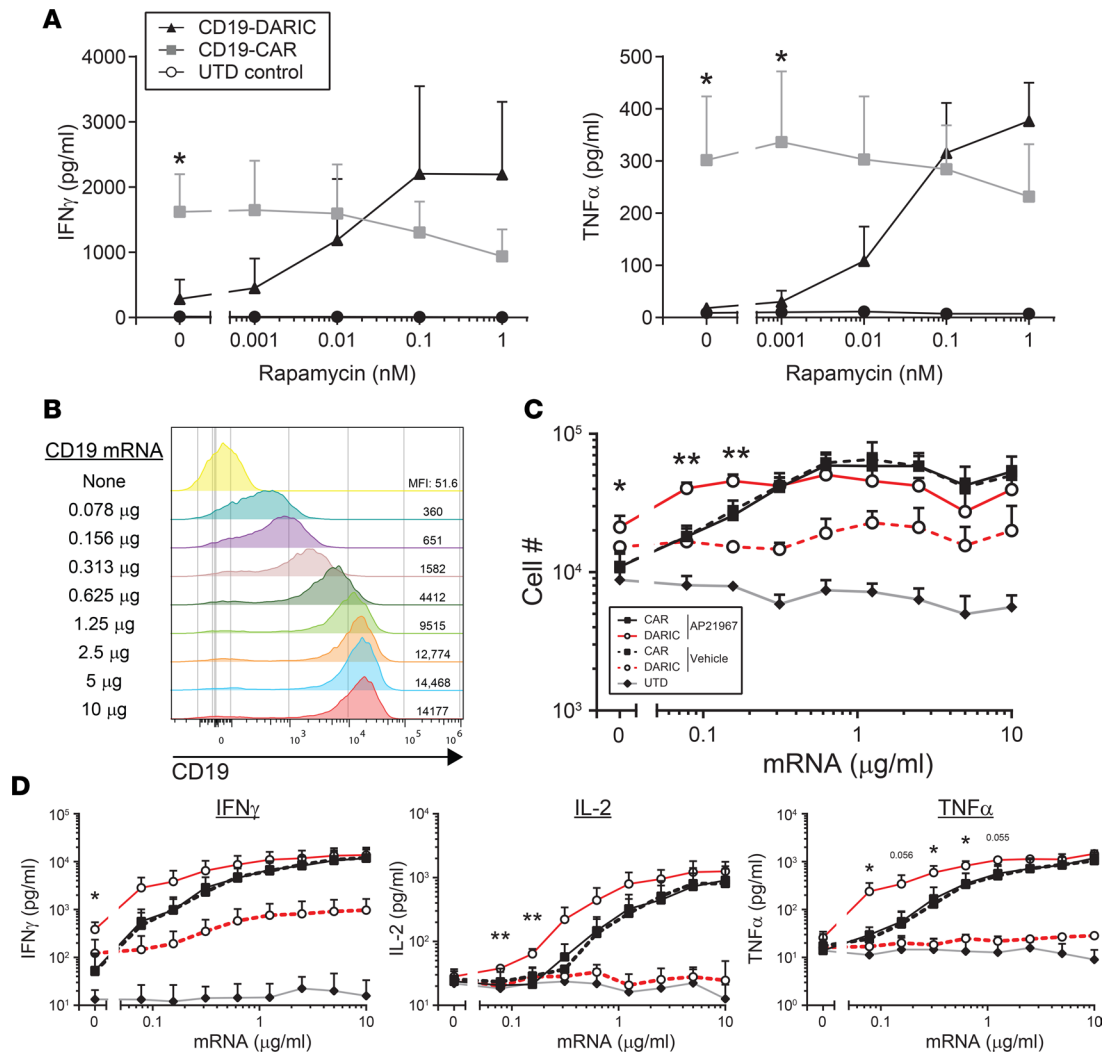 A
CD19-DARIC
CD19-CAR
UTD control
IFNγ (pg/ml)
4000
3000
2000
1000
0
*
0 0.001 0.01 0.1 1
Rapamycin (nM)
TNFα (pg/ml)
500
400
300
200
100
0
* *
0 0.001 0.01 0.1 1
Rapamycin (nM)
B
CD19 mRNA
None MFI: 51.6
0.078 μg 360
0.156 μg 651
0.313 μg 1582
0.625 μg 4412
1.25 μg 9515
2.5 μg 12,774
5 μg 14,468
10 μg 14177
0 10³ 10⁴ 10⁵ 10⁶
CD19
C
Cell #
10⁵
10⁴
10³
* ** **
CAR
DARIC
AP21967
CAR
DARIC
Vehicle
UTD
0 0.1 1 10
mRNA (μg/ml)
D
IFNγ
IFNγ (pg/ml)
10⁵
10⁴
10³
10²
10¹
*
0 0.1 1 10
mRNA (μg/ml)
IL-2
IL-2 (pg/ml)
10⁴
10³
10²
10¹
** **
0 0.1 1 10
mRNA (μg/ml)
TNFα
TNFα (pg/ml)
10⁴
10³
10²
10¹
10⁰
* 0.056 * * 0.055
0 0.1 1 10
mRNA (μg/ml)